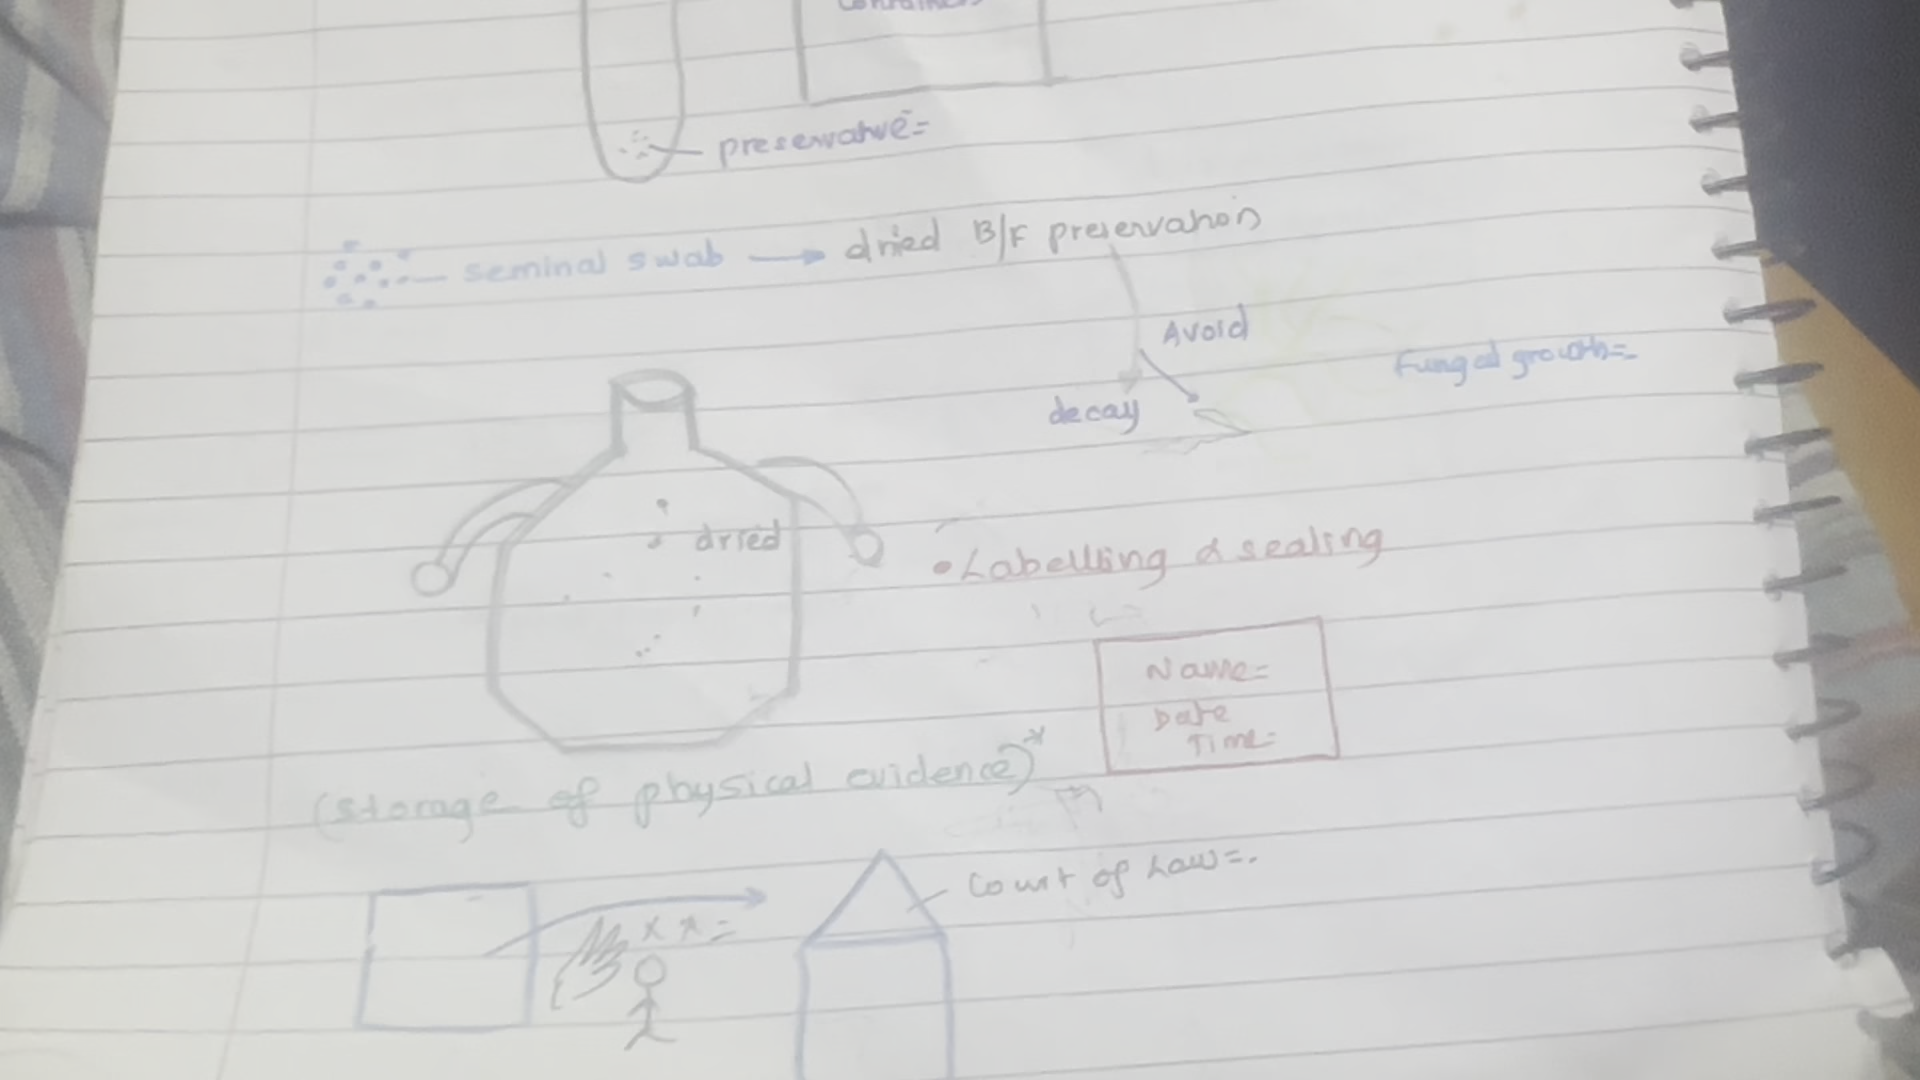 containers
preservative=
seminal swab → dried B/F preservation
Avoid
Fungal growth=
decay
dried
• Labelling & sealing
Name=
Date
Time=
(storage of physical evidence)*
Court of Law=.
x x =